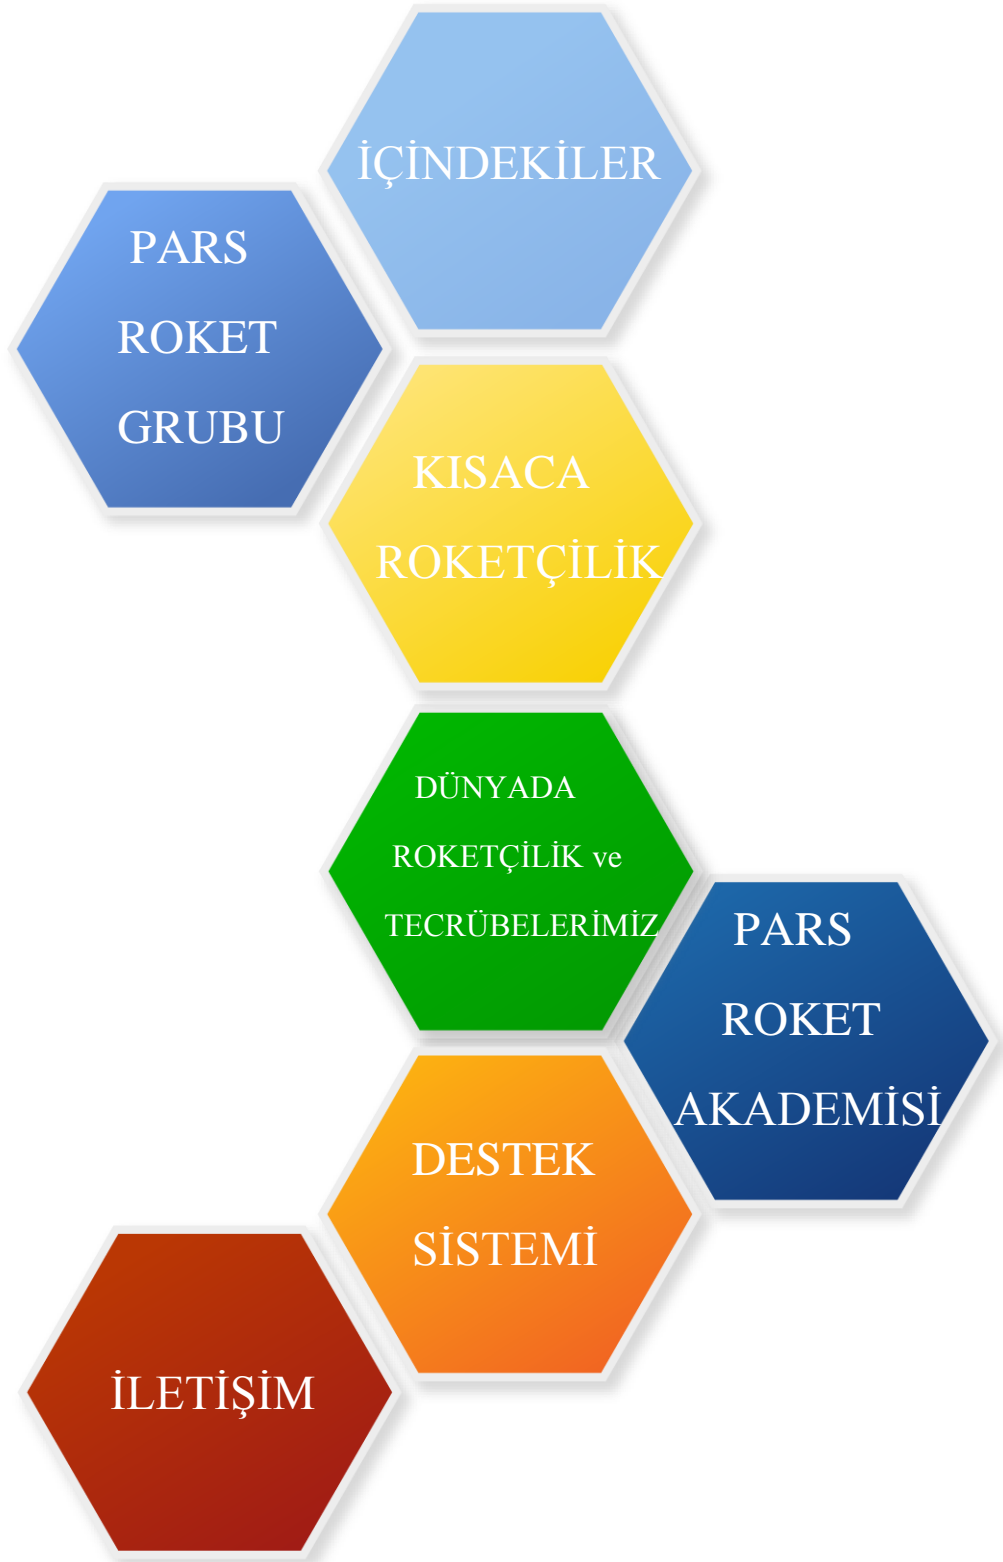 İÇİNDEKİLER
PARS
ROKET
GRUBU
KISACA
ROKETÇİLİK
DÜNYADA
ROKETÇİLİK ve
TECRÜBELERİMİZ
PARS
ROKET
AKADEMİSİ
DESTEK
SİSTEMİ
İLETİŞİM